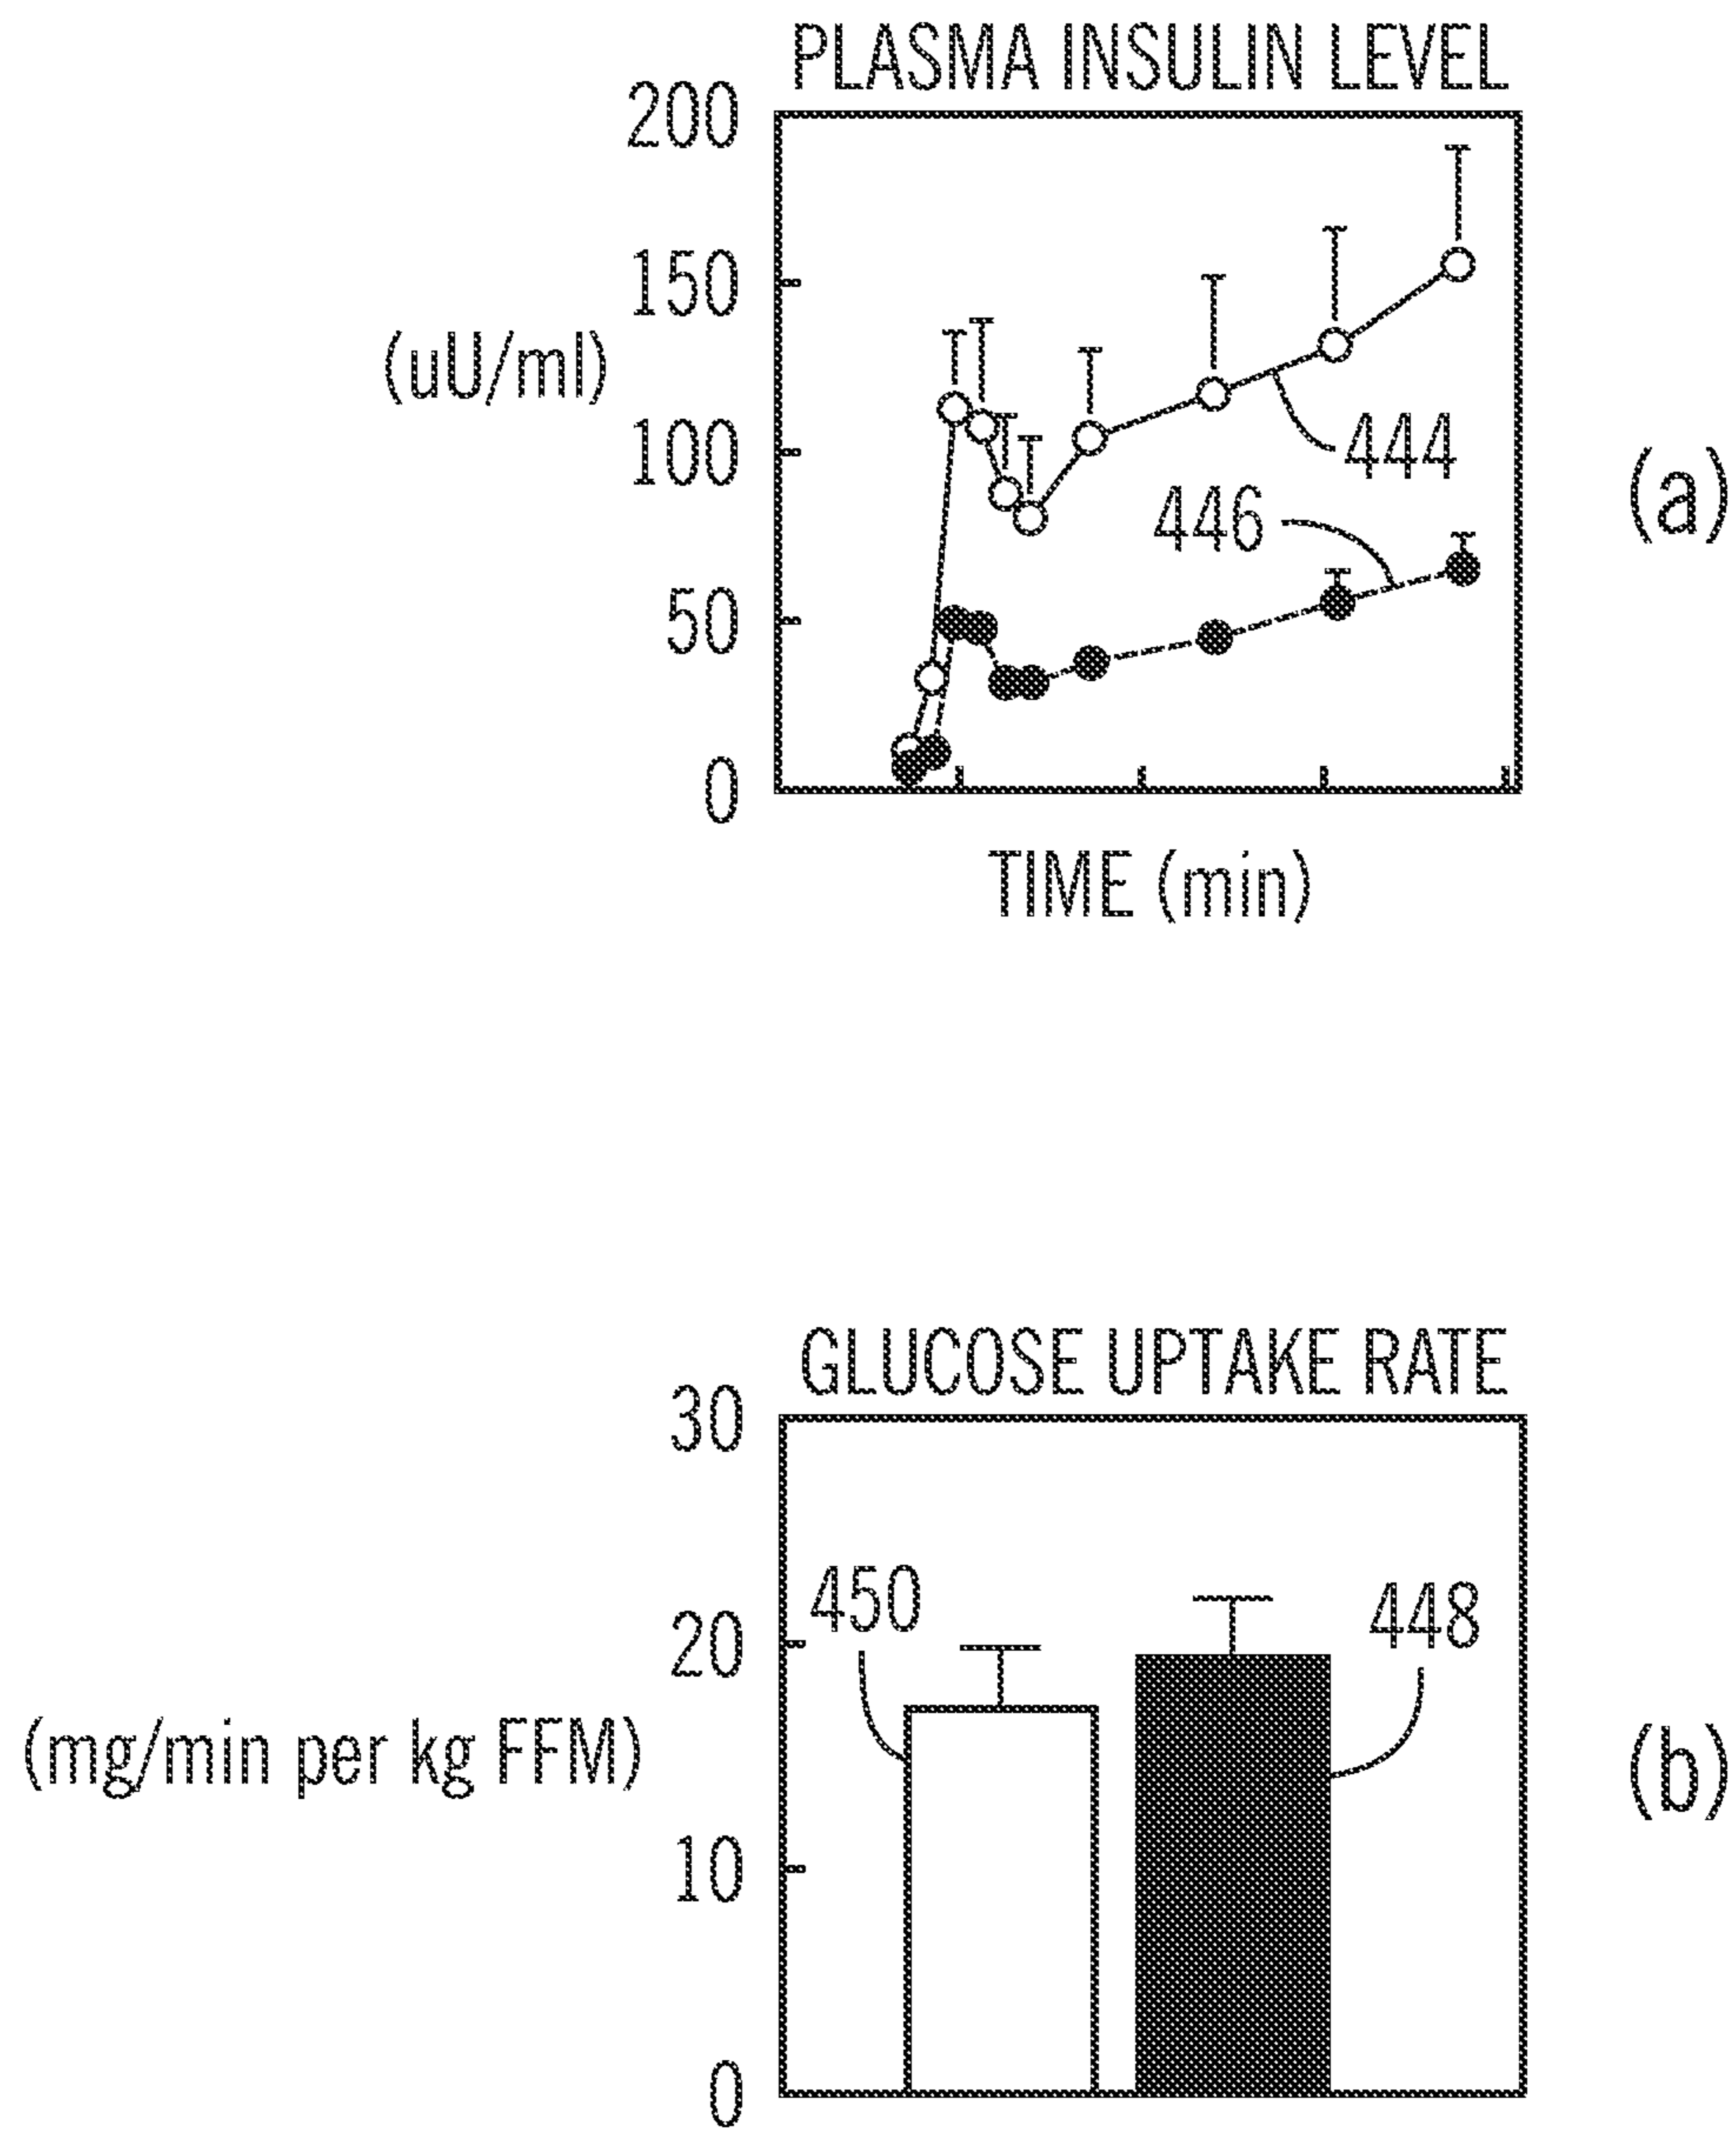 PLASMA INSULIN LEVEL
200
150
(uU/ml)
100
444
(a)
446
50
0
TIME (min)
GLUCOSE UPTAKE RATE
30
450
448
20
(mg/min per kg FFM)
(b)
10
0